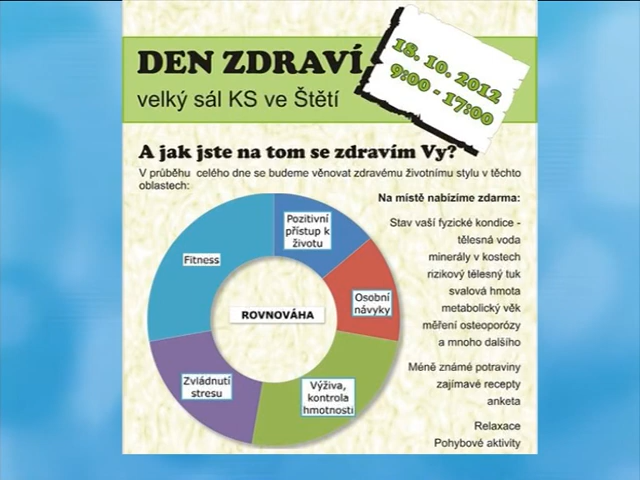 DEN ZDRAVÍ
velký sál KS ve Štětí
18. 10. 2012
9:00 - 17:00
A jak jste na tom se zdravím Vy?
V průběhu celého dne se budeme věnovat zdravému životnímu stylu v těchto
oblastech:
Na místě nabízíme zdarma:
Pozitivní
přístup k
životu
Fitness
Osobní
návyky
ROVNOVÁHA
Zvládnutí
stresu
Výživa,
kontrola
hmotnosti
Stav vaší fyzické kondice -
tělesná voda
minerály v kostech
rizikový tělesný tuk
svalová hmota
metabolický věk
měření osteoporózy
a mnoho dalšího
Méně známé potraviny
zajímavé recepty
anketa
Relaxace
Pohybové aktivity